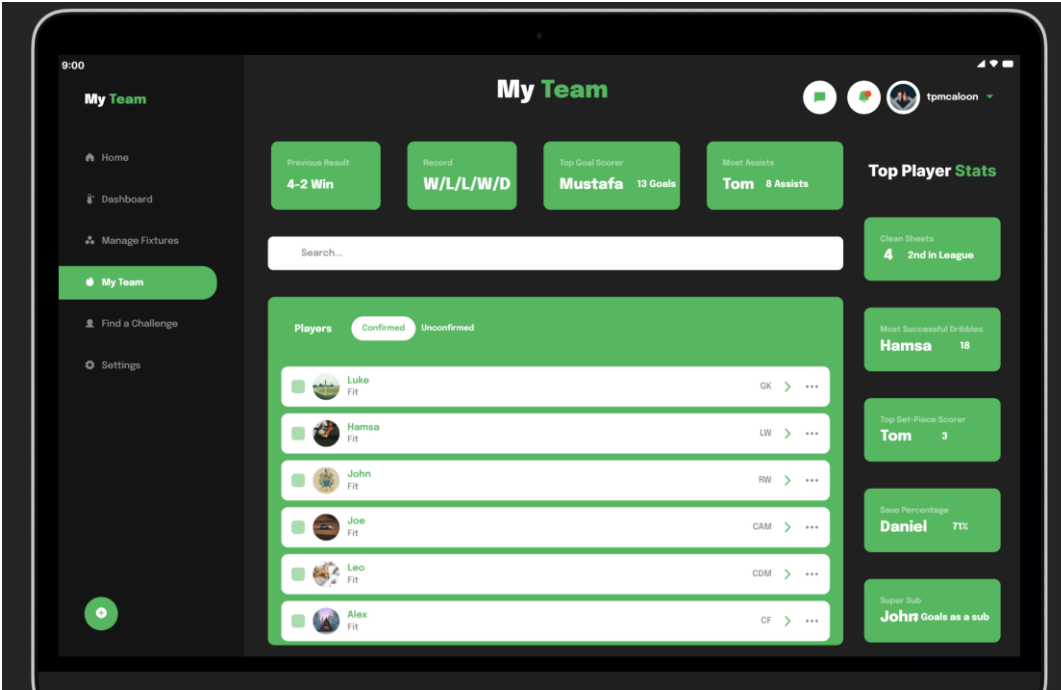 9:00
My Team
My Team
tpmcaloon
Home
Dashboard
Manage Fixtures
My Team
Find a Challenge
Settings
Previous Result
4-2 Win
Record
W/L/L/W/D
Top Goal Scorer
Mustafa 13 Goals
Most Assists
Tom 8 Assists
Search...
Players Confirmed Unconfirmed
Luke
Fit
GK
Hamsa
Fit
LW
John
Fit
RW
Joe
Fit
CAM
Leo
Fit
CDM
Alex
Fit
CF
Top Player Stats
Clean Sheets
4 2nd in League
Most Successful Dribbles
Hamsa 18
Top Set-Piece Scorer
Tom 3
Save Percentage
Daniel 71%
Super Sub
John Goals as a sub